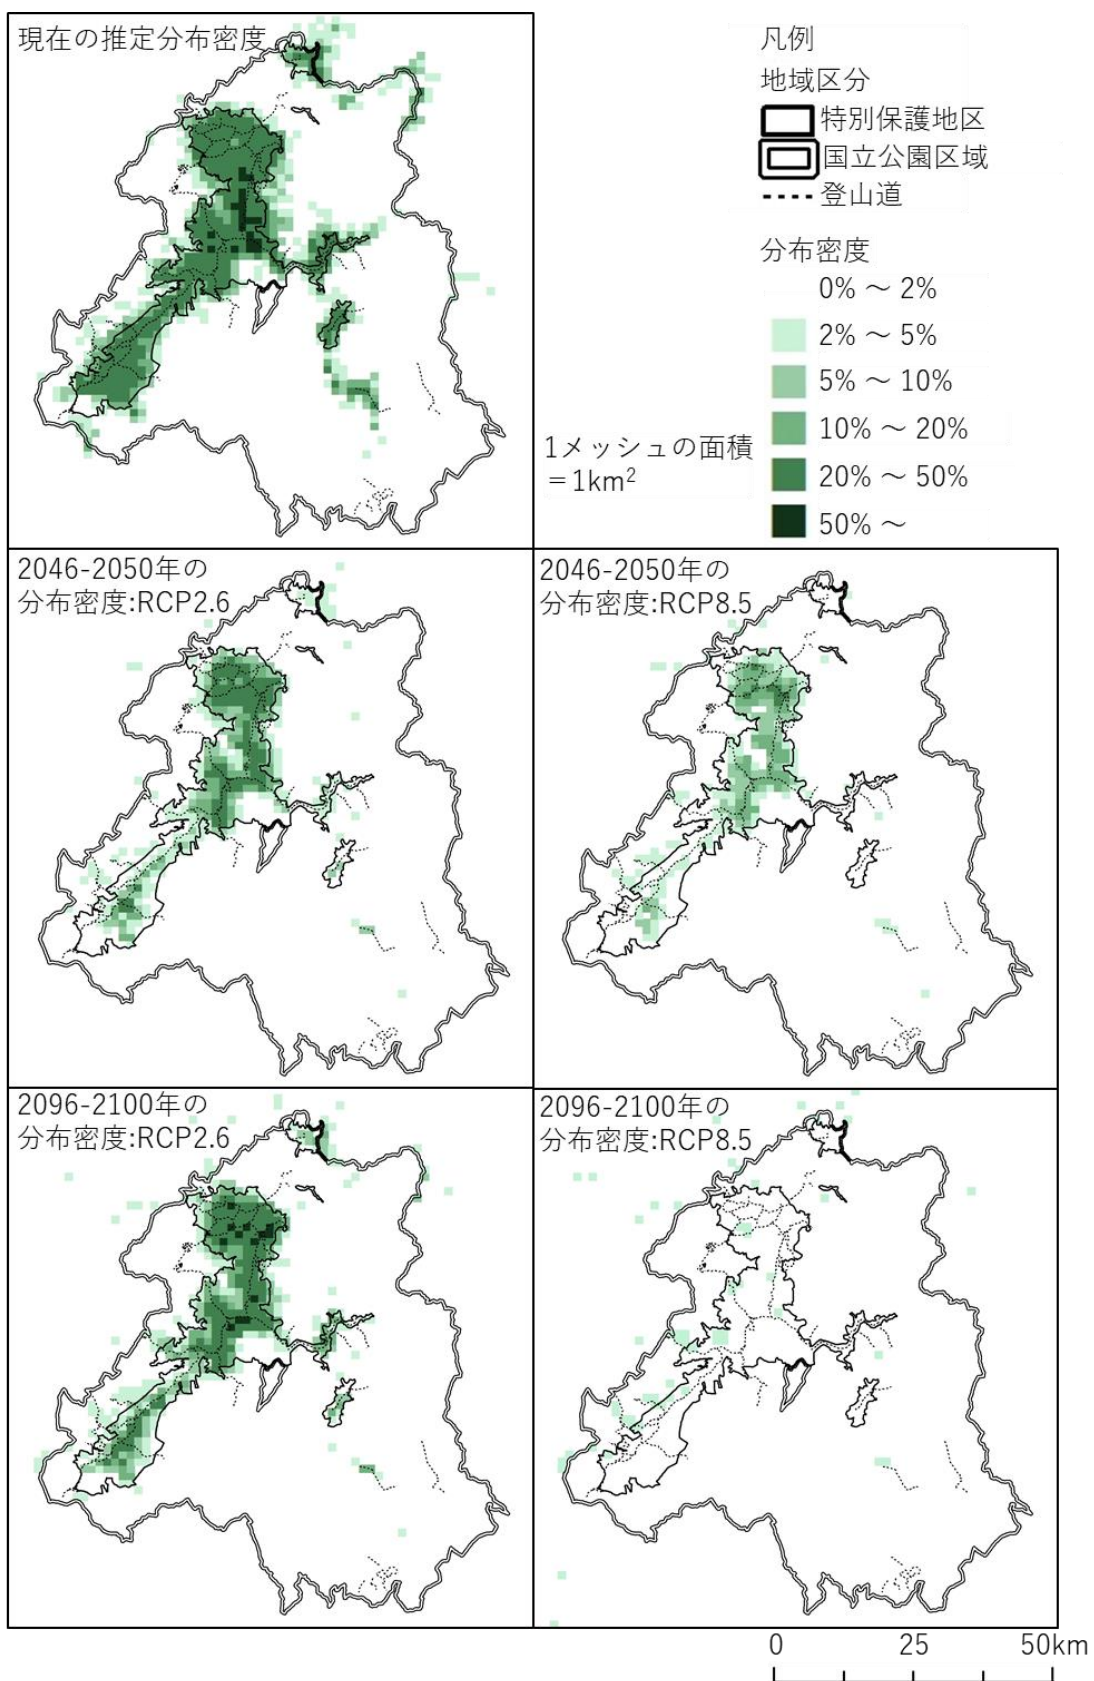 現在の推定分布密度
凡例
地域区分
特別保護地区
国立公園区域
登山道
分布密度
0% ～ 2%
2% ～ 5%
5% ～ 10%
10% ～ 20%
20% ～ 50%
50% ～
1メッシュの面積
＝1km²
2046-2050年の
分布密度:RCP2.6
2046-2050年の
分布密度:RCP8.5
2096-2100年の
分布密度:RCP2.6
2096-2100年の
分布密度:RCP8.5
0 25 50km